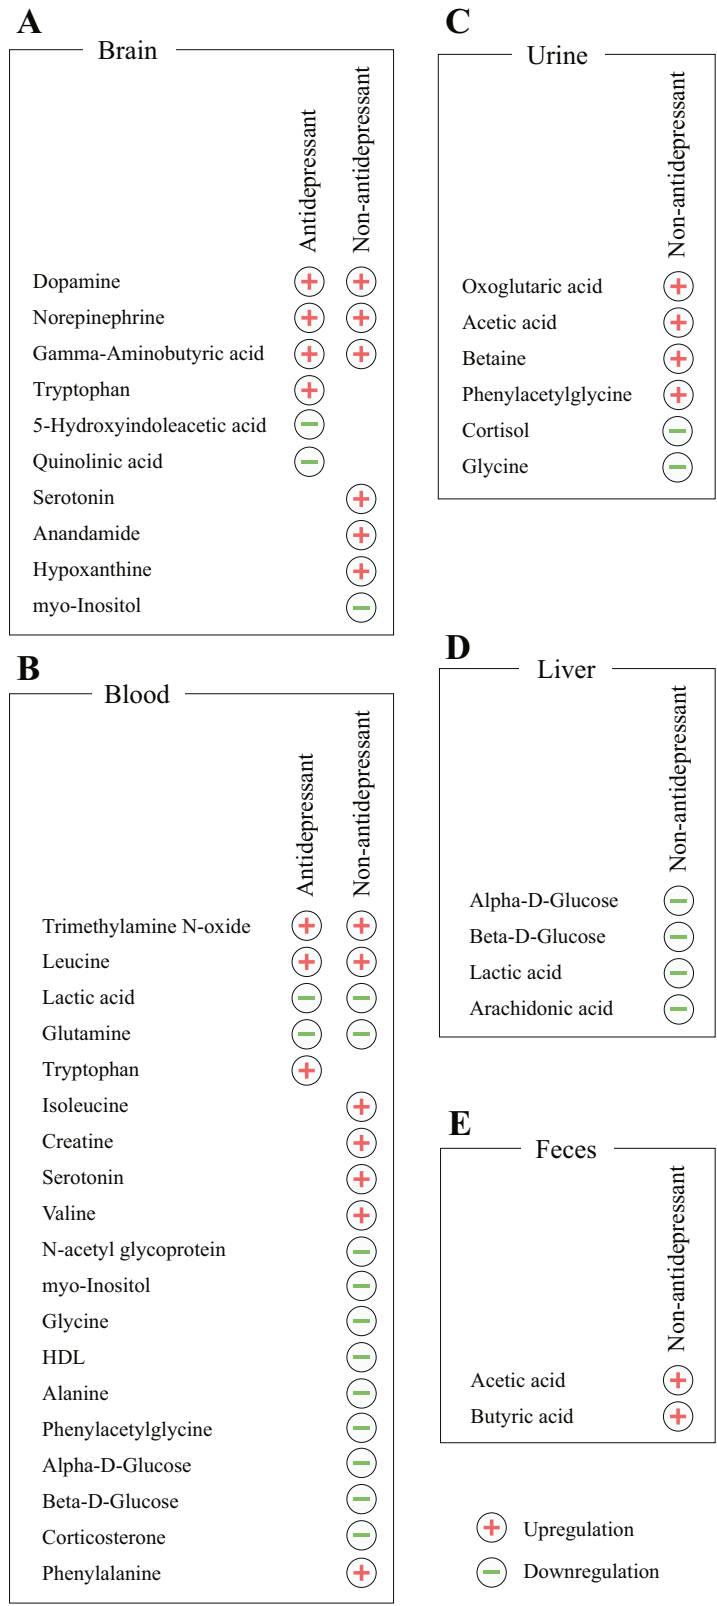 A
Brain
Antidepressant
Non-antidepressant
Dopamine
Norepinephrine
Gamma-Aminobutyric acid
Tryptophan
5-Hydroxyindoleacetic acid
Quinolinic acid
Serotonin
Anandamide
Hypoxanthine
myo-Inositol
B
Blood
Antidepressant
Non-antidepressant
Trimethylamine N-oxide
Leucine
Lactic acid
Glutamine
Tryptophan
Isoleucine
Creatine
Serotonin
Valine
N-acetyl glycoprotein
myo-Inositol
Glycine
HDL
Alanine
Phenylacetylglycine
Alpha-D-Glucose
Beta-D-Glucose
Corticosterone
Phenylalanine
C
Urine
Non-antidepressant
Oxoglutaric acid
Acetic acid
Betaine
Phenylacetylglycine
Cortisol
Glycine
D
Liver
Non-antidepressant
Alpha-D-Glucose
Beta-D-Glucose
Lactic acid
Arachidonic acid
E
Feces
Non-antidepressant
Acetic acid
Butyric acid
Upregulation
Downregulation